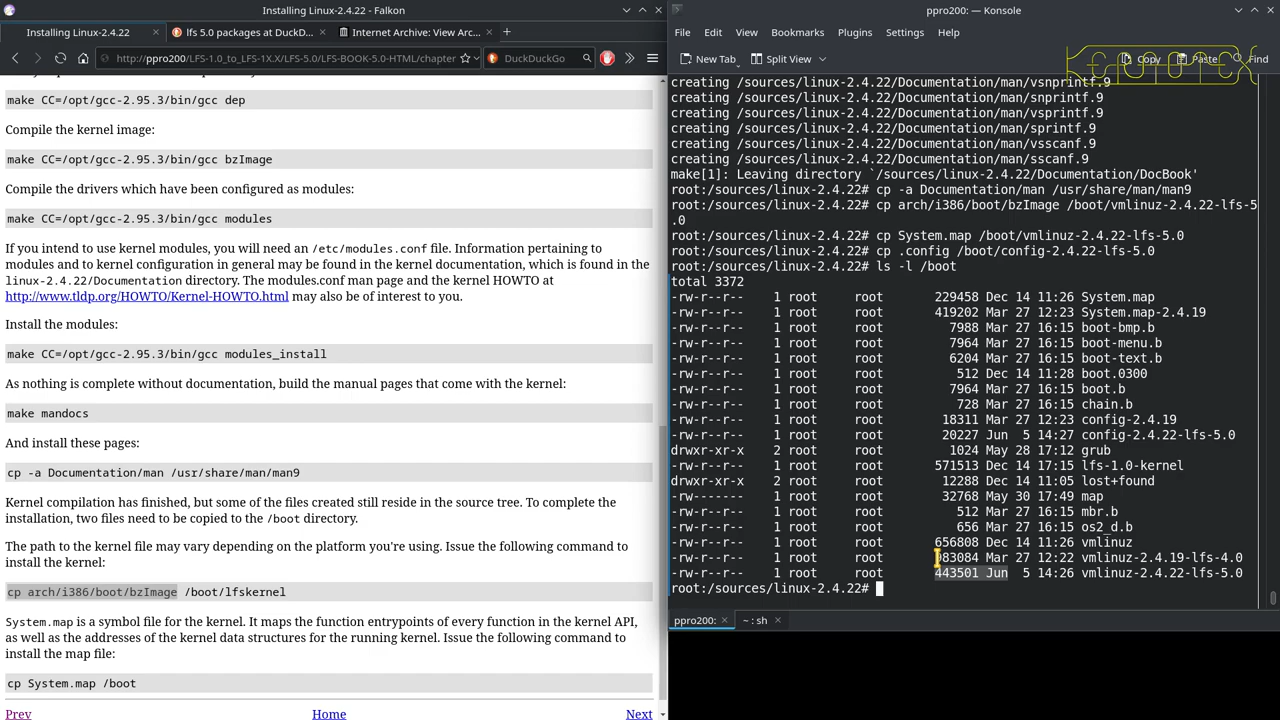 Installing Linux-2.4.22 - Falkon
Installing Linux-2.4.22
lfs 5.0 packages at DuckD...
Internet Archive: View Arc...
http://ppro200/LFS-1.0_to_LFS-1X.X/LFS-5.0/LFS-BOOK-5.0-HTML/chapter
DuckDuckGo
make CC=/opt/gcc-2.95.3/bin/gcc dep
Compile the kernel image:
make CC=/opt/gcc-2.95.3/bin/gcc bzImage
Compile the drivers which have been configured as modules:
make CC=/opt/gcc-2.95.3/bin/gcc modules
If you intend to use kernel modules, you will need an /etc/modules.conf file. Information pertaining to
modules and to kernel configuration in general may be found in the kernel documentation, which is found in the
linux-2.4.22/Documentation directory. The modules.conf man page and the kernel HOWTO at
http://www.tldp.org/HOWTO/Kernel-HOWTO.html may also be of interest to you.
Install the modules:
make CC=/opt/gcc-2.95.3/bin/gcc modules_install
As nothing is complete without documentation, build the manual pages that come with the kernel:
make mandocs
And install these pages:
cp -a Documentation/man /usr/share/man/man9
Kernel compilation has finished, but some of the files created still reside in the source tree. To complete the
installation, two files need to be copied to the /boot directory.
The path to the kernel file may vary depending on the platform you're using. Issue the following command to
install the kernel:
cp arch/i386/boot/bzImage /boot/lfskernel
System.map is a symbol file for the kernel. It maps the function entrypoints of every function in the kernel API,
as well as the addresses of the kernel data structures for the running kernel. Issue the following command to
install the map file:
cp System.map /boot
Prev Home Next
ppro200: — Konsole
File Edit View Bookmarks Plugins Settings Help
New Tab Split View Copy Paste Find
creating /sources/linux-2.4.22/Documentation/man/vsnprintf.9
creating /sources/linux-2.4.22/Documentation/man/snprintf.9
creating /sources/linux-2.4.22/Documentation/man/vsprintf.9
creating /sources/linux-2.4.22/Documentation/man/sprintf.9
creating /sources/linux-2.4.22/Documentation/man/vsscanf.9
creating /sources/linux-2.4.22/Documentation/man/sscanf.9
make[1]: Leaving directory `/sources/linux-2.4.22/Documentation/DocBook'
root:/sources/linux-2.4.22# cp -a Documentation/man /usr/share/man/man9
root:/sources/linux-2.4.22# cp arch/i386/boot/bzImage /boot/vmlinuz-2.4.22-lfs-5
.0
root:/sources/linux-2.4.22# cp System.map /boot/vmlinuz-2.4.22-lfs-5.0
root:/sources/linux-2.4.22# cp .config /boot/config-2.4.22-lfs-5.0
root:/sources/linux-2.4.22# ls -l /boot
total 3372
-rw-r--r-- 1 root root 229458 Dec 14 11:26 System.map
-rw-r--r-- 1 root root 419202 Mar 27 12:23 System.map-2.4.19
-rw-r--r-- 1 root root 7988 Mar 27 16:15 boot-bmp.b
-rw-r--r-- 1 root root 7964 Mar 27 16:15 boot-menu.b
-rw-r--r-- 1 root root 6204 Mar 27 16:15 boot-text.b
-rw-r--r-- 1 root root 512 Dec 14 11:28 boot.0300
-rw-r--r-- 1 root root 7964 Mar 27 16:15 boot.b
-rw-r--r-- 1 root root 728 Mar 27 16:15 chain.b
-rw-r--r-- 1 root root 18311 Mar 27 12:23 config-2.4.19
-rw-r--r-- 1 root root 20227 Jun 5 14:27 config-2.4.22-lfs-5.0
drwxr-xr-x 2 root root 1024 May 28 17:12 grub
-rw-r--r-- 1 root root 571513 Dec 14 17:15 lfs-1.0-kernel
drwxr-xr-x 2 root root 12288 Dec 14 11:05 lost+found
-rw------- 1 root root 32768 May 30 17:49 map
-rw-r--r-- 1 root root 512 Mar 27 16:15 mbr.b
-rw-r--r-- 1 root root 656 Mar 27 16:15 os2_d.b
-rw-r--r-- 1 root root 656808 Dec 14 11:26 vmlinuz
-rw-r--r-- 1 root root 983084 Mar 27 12:22 vmlinuz-2.4.19-lfs-4.0
-rw-r--r-- 1 root root 443501 Jun 5 14:26 vmlinuz-2.4.22-lfs-5.0
root:/sources/linux-2.4.22#
ppro200: ~ : sh